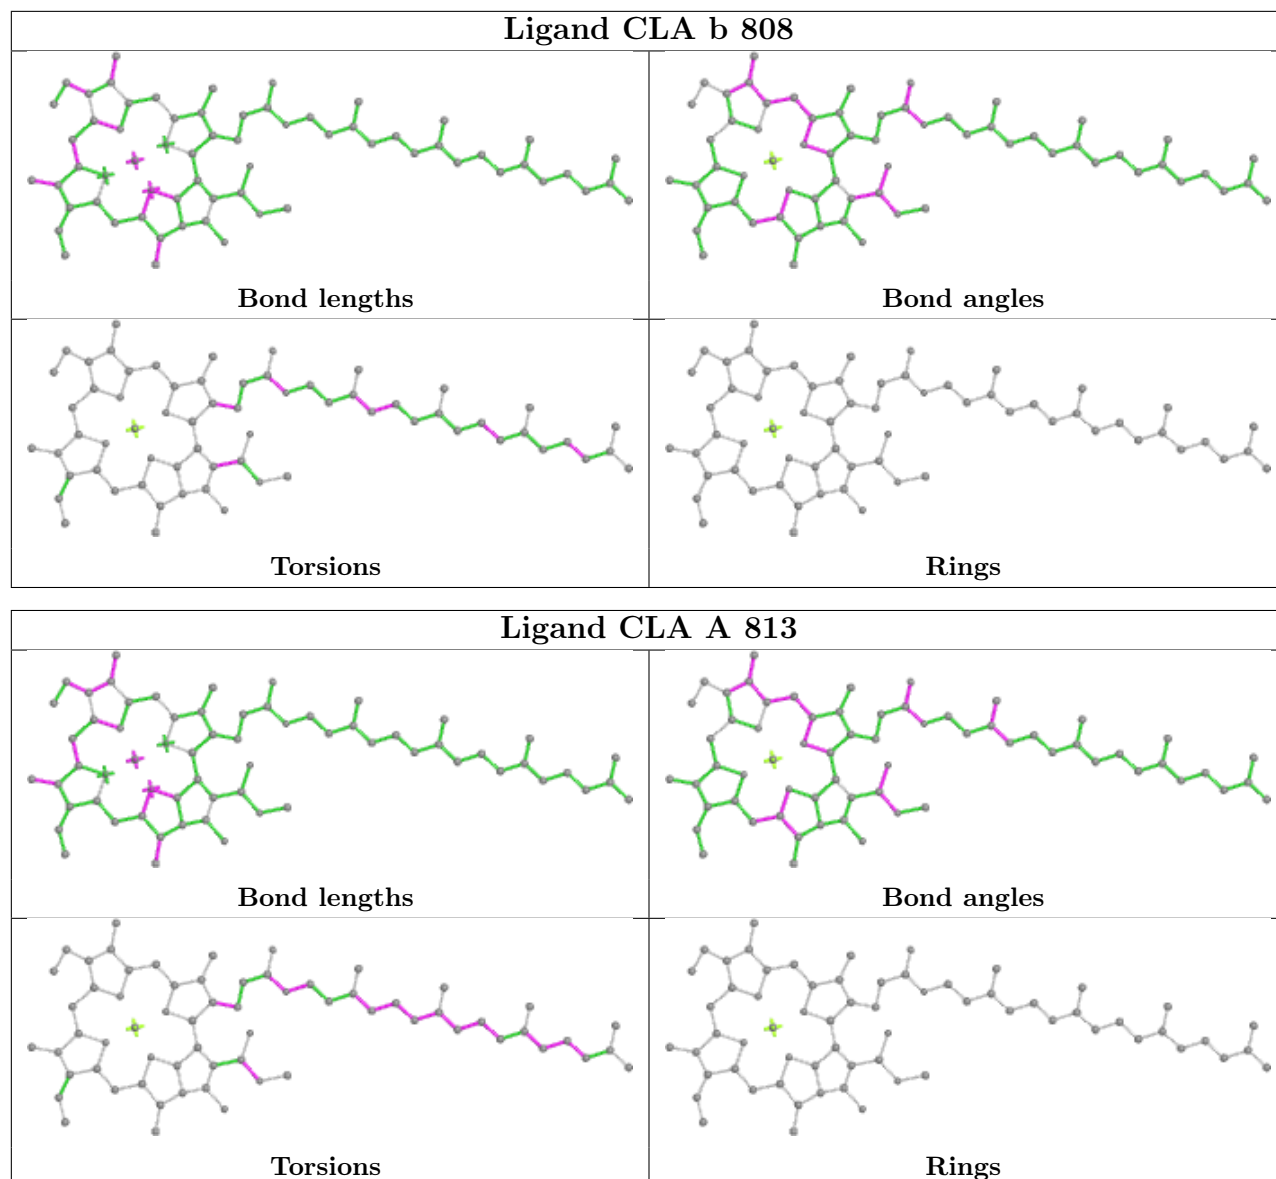 Ligand CLA b 808
Bond lengths
Bond angles
Torsions
Rings
Ligand CLA A 813
Bond lengths
Bond angles
Torsions
Rings